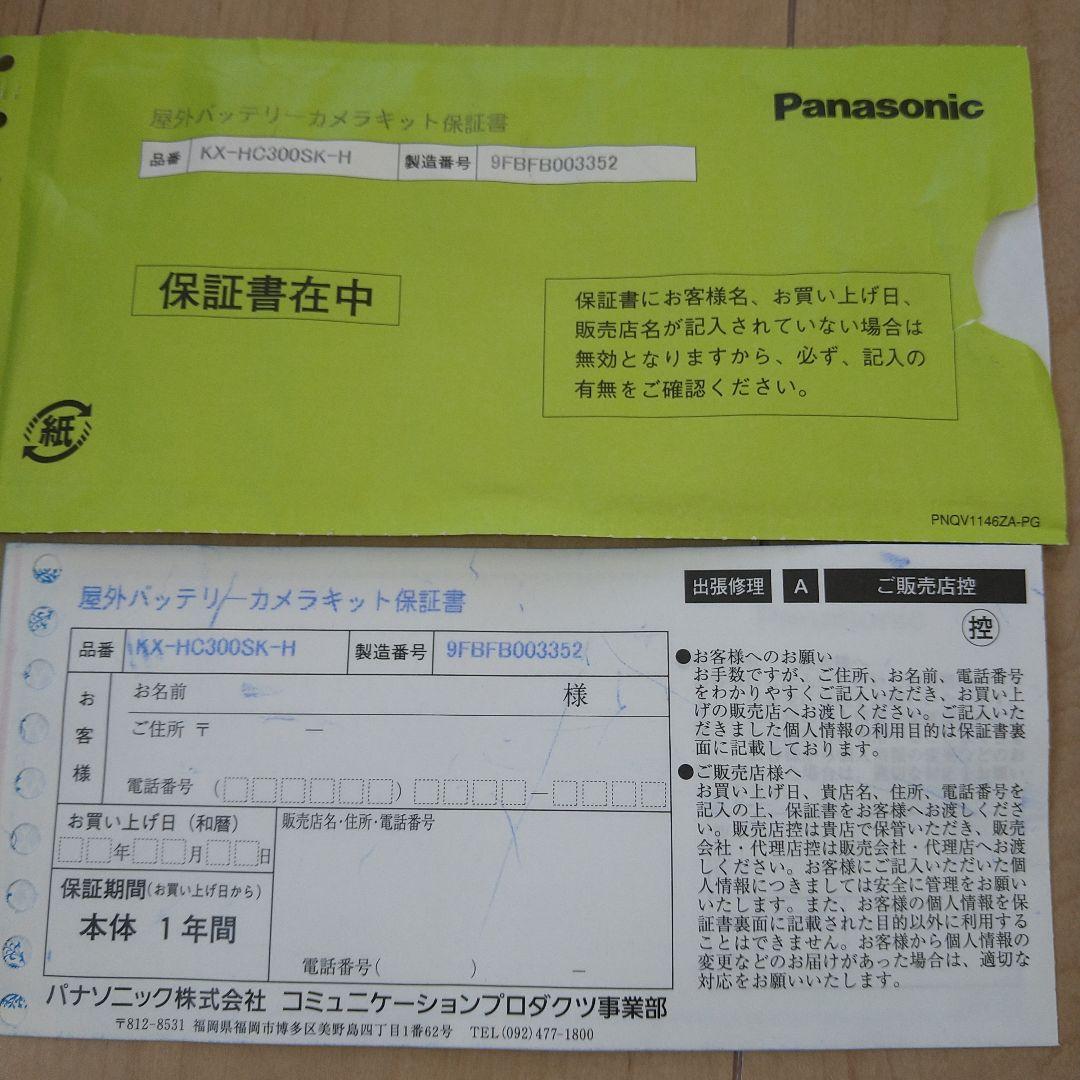 屋外バッテリーカメラキット保証書
Panasonic
品番 KX-HC300SK-H 製造番号 9FBFB003352
保証書在中
保証書にお客様名、お買い上げ日、
販売店名が記入されていない場合は
無効となりますから、必ず、記入の
有無をご確認ください。
紙
PNQV1146ZA-PG
屋外バッテリーカメラキット保証書
出張修理 A ご販売店控
控
品番 KX-HC300SK-H 製造番号 9FBFB003352
お客様
お名前 様
ご住所 〒 ー
電話番号 ( ) ー
お買い上げ日(和暦)
年 月 日
保証期間(お買い上げ日から)
本体 1年間
販売店名・住所・電話番号
電話番号( ) ー
●お客様へのお願い
お手数ですが、ご住所、お名前、電話番号
をわかりやすくご記入いただき、お買い上
げの販売店へお渡しください。ご記入いた
だきました個人情報の利用目的は保証書裏
面に記載しております。
●ご販売店様へ
お買い上げ日、貴店名、住所、電話番号を
記入の上、保証書をお客様へお渡しくださ
い。販売店控は貴店で保管いただき、販売
会社・代理店控は販売会社・代理店へお渡
しください。お客様にご記入いただいた個
人情報につきましては安全に管理をお願い
いたします。また、お客様の個人情報を保
証書裏面に記載された目的以外に利用する
ことはできません。お客様から個人情報の
変更などのお届けがあった場合は、適切な
対応をお願いいたします。
パナソニック株式会社 コミュニケーションプロダクツ事業部
〒812-8531 福岡県福岡市博多区美野島四丁目1番62号 TEL(092)477-1800